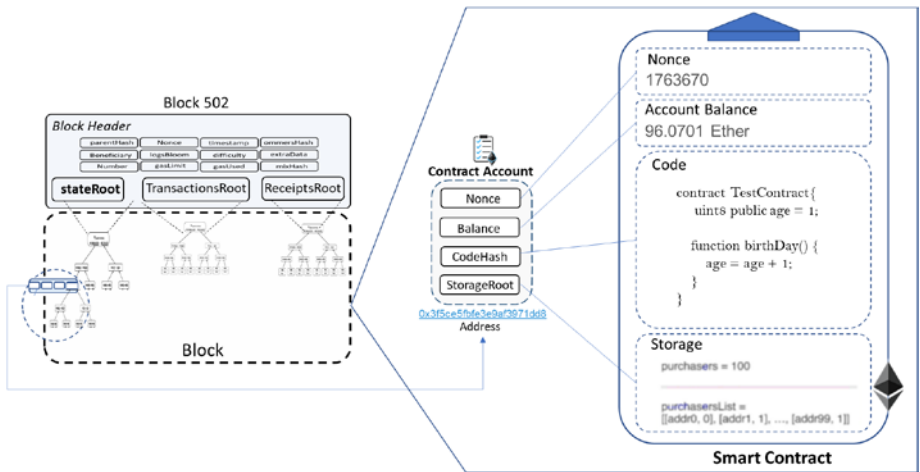 Block 502
Block Header
parentHash Nonce timestamp ommersHash
Beneficiary logsBloom difficulty extraData
Number gasLimit gasUsed mixHash
stateRoot TransactionsRoot ReceiptsRoot
Block
Contract Account
Nonce
Balance
CodeHash
StorageRoot
0x3f5ce5fbfe3e9af3971dd8
Address
Nonce
1763670
Account Balance
96.0701 Ether
Code
contract TestContract{
uint8 public age = 1;
function birthDay() {
age = age + 1;
}
}
Storage
purchasers = 100
purchasersList =
[[addr0, 0], [addr1, 1], ..., [addr99, 1]]
Smart Contract